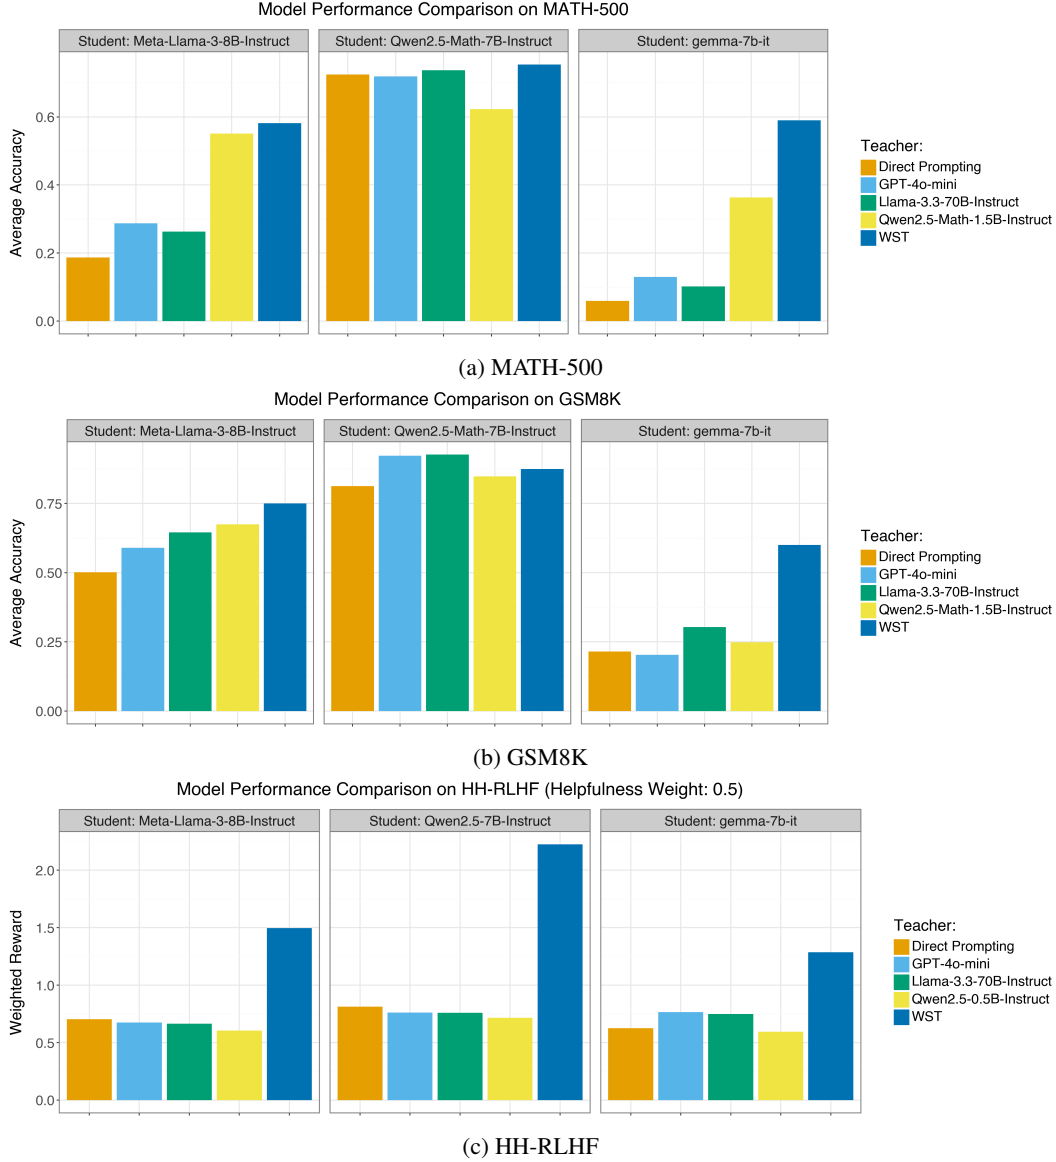 Model Performance Comparison on MATH-500
Student: Meta-Llama-3-8B-Instruct
Student: Qwen2.5-Math-7B-Instruct
Student: gemma-7b-it
Average Accuracy
0.6
0.4
0.2
0.0
Teacher:
Direct Prompting
GPT-4o-mini
Llama-3.3-70B-Instruct
Qwen2.5-Math-1.5B-Instruct
WST
(a) MATH-500
Model Performance Comparison on GSM8K
Student: Meta-Llama-3-8B-Instruct
Student: Qwen2.5-Math-7B-Instruct
Student: gemma-7b-it
Average Accuracy
0.75
0.50
0.25
0.00
Teacher:
Direct Prompting
GPT-4o-mini
Llama-3.3-70B-Instruct
Qwen2.5-Math-1.5B-Instruct
WST
(b) GSM8K
Model Performance Comparison on HH-RLHF (Helpfulness Weight: 0.5)
Student: Meta-Llama-3-8B-Instruct
Student: Qwen2.5-7B-Instruct
Student: gemma-7b-it
Weighted Reward
2.0
1.5
1.0
0.5
0.0
Teacher:
Direct Prompting
GPT-4o-mini
Llama-3.3-70B-Instruct
Qwen2.5-0.5B-Instruct
WST
(c) HH-RLHF